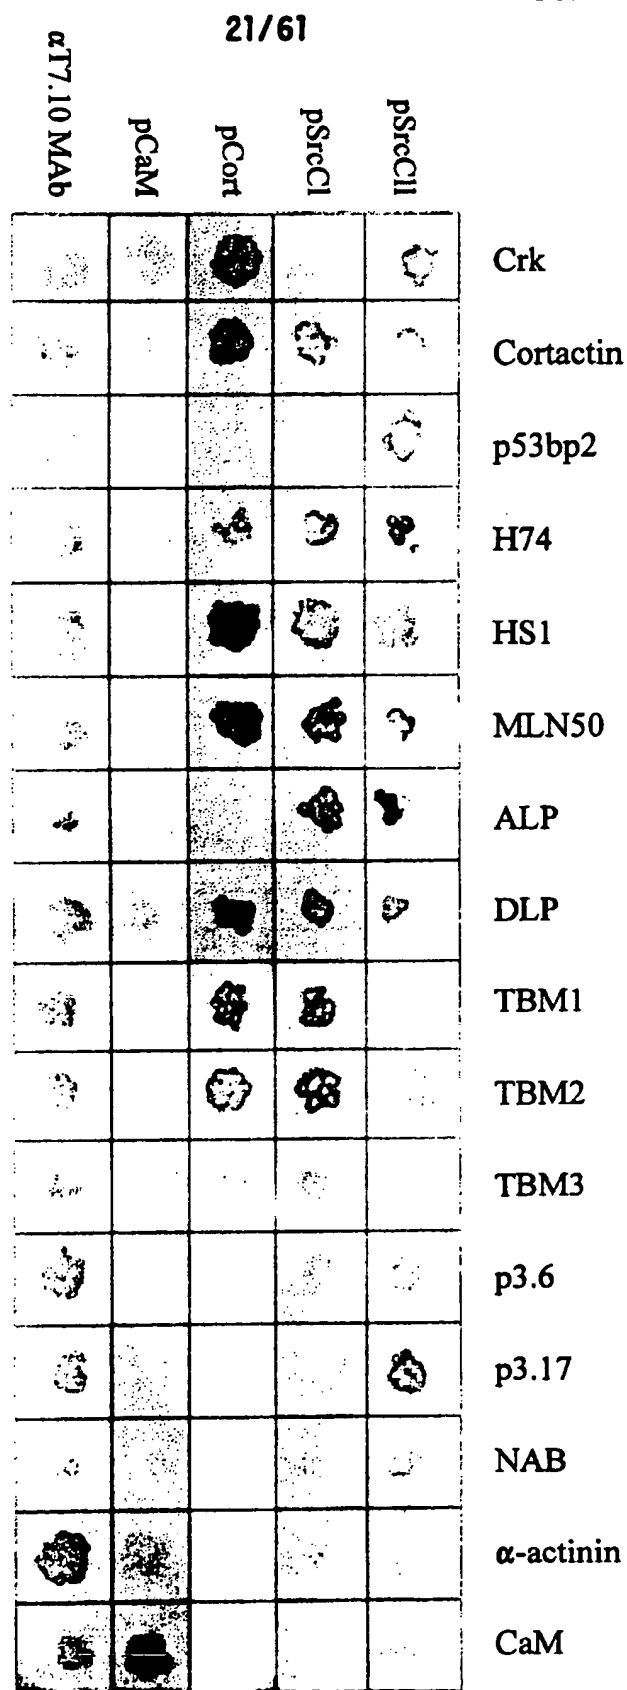 21/61
αT7.10 MAb
pCaM
pCort
pSrcCI
pSrcCII
Crk
Cortactin
p53bp2
H74
HS1
MLN50
ALP
DLP
TBM1
TBM2
TBM3
p3.6
p3.17
NAB
α-actinin
CaM